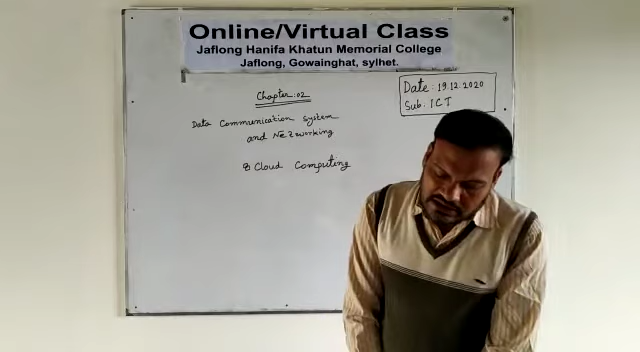 Online/Virtual Class
Jaflong Hanifa Khatun Memorial College
Jaflong, Gowainghat, sylhet.
Date: 19.12.2020
Sub: ICT
Chapter:02
Data Communication System
and Networking
Cloud Computing